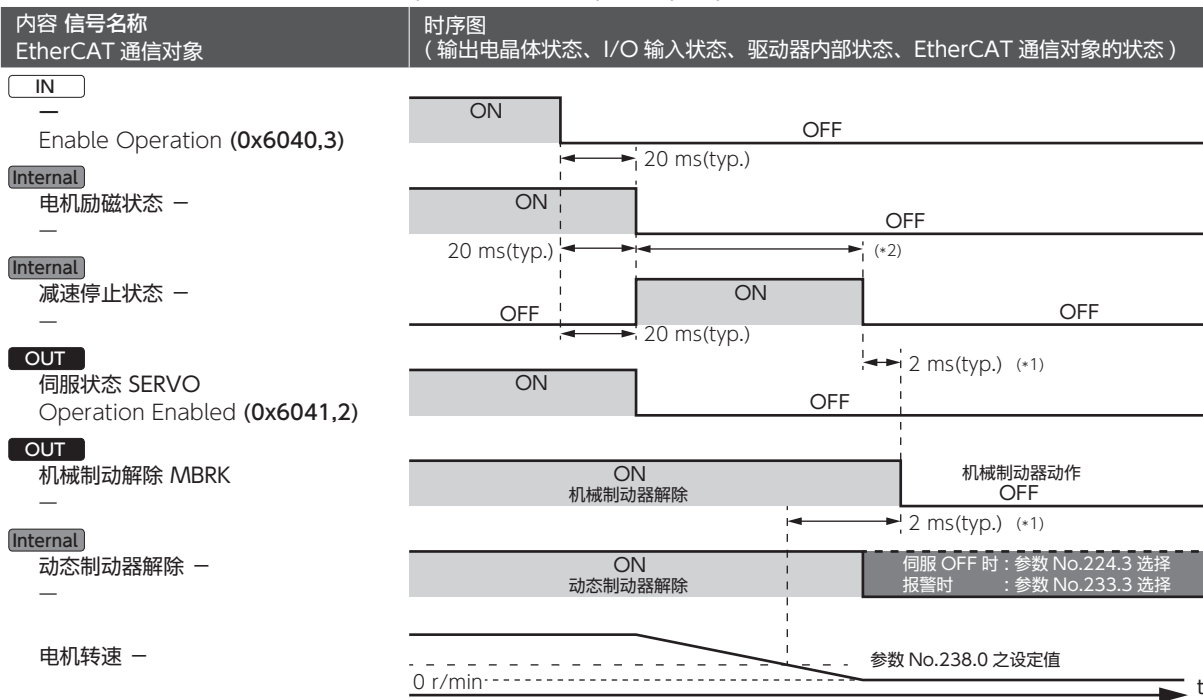 内容 信号名称
EtherCAT 通信对象
时序图
( 输出电晶体状态、I/O 输入状态、驱动器内部状态、EtherCAT 通信对象的状态 )
IN
—
Enable Operation (0x6040,3)
ON
OFF
20 ms(typ.)
Internal
电机励磁状态 —
—
ON
OFF
20 ms(typ.)
(*2)
Internal
减速停止状态 —
—
OFF
ON
OFF
20 ms(typ.)
2 ms(typ.) (*1)
OUT
伺服状态 SERVO
Operation Enabled (0x6041,2)
ON
OFF
OUT
机械制动解除 MBRK
—
ON
机械制动器解除
机械制动器动作
OFF
2 ms(typ.) (*1)
Internal
动态制动器解除 —
—
ON
动态制动器解除
伺服 OFF 时 : 参数 No.224.3 选择
报警时 : 参数 No.233.3 选择
电机转速 —
参数 No.238.0 之设定值
0 r/min
t